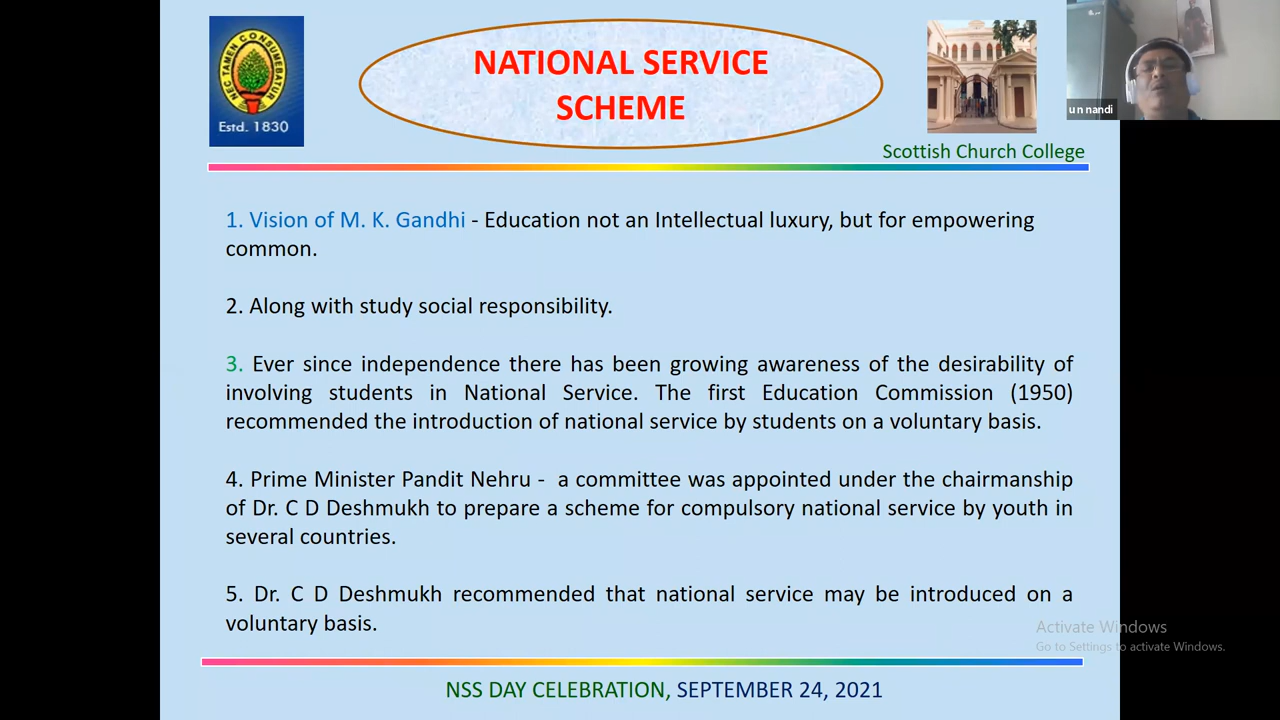 NEC TAMEN CONSUMEBATUR
Estd. 1830
NATIONAL SERVICE
SCHEME
Scottish Church College
u n nandi
1. Vision of M. K. Gandhi - Education not an Intellectual luxury, but for empowering
common.
2. Along with study social responsibility.
3. Ever since independence there has been growing awareness of the desirability of
involving students in National Service. The first Education Commission (1950)
recommended the introduction of national service by students on a voluntary basis.
4. Prime Minister Pandit Nehru - a committee was appointed under the chairmanship
of Dr. C D Deshmukh to prepare a scheme for compulsory national service by youth in
several countries.
5. Dr. C D Deshmukh recommended that national service may be introduced on a
voluntary basis.
Activate Windows
Go to Settings to activate Windows.
NSS DAY CELEBRATION, SEPTEMBER 24, 2021